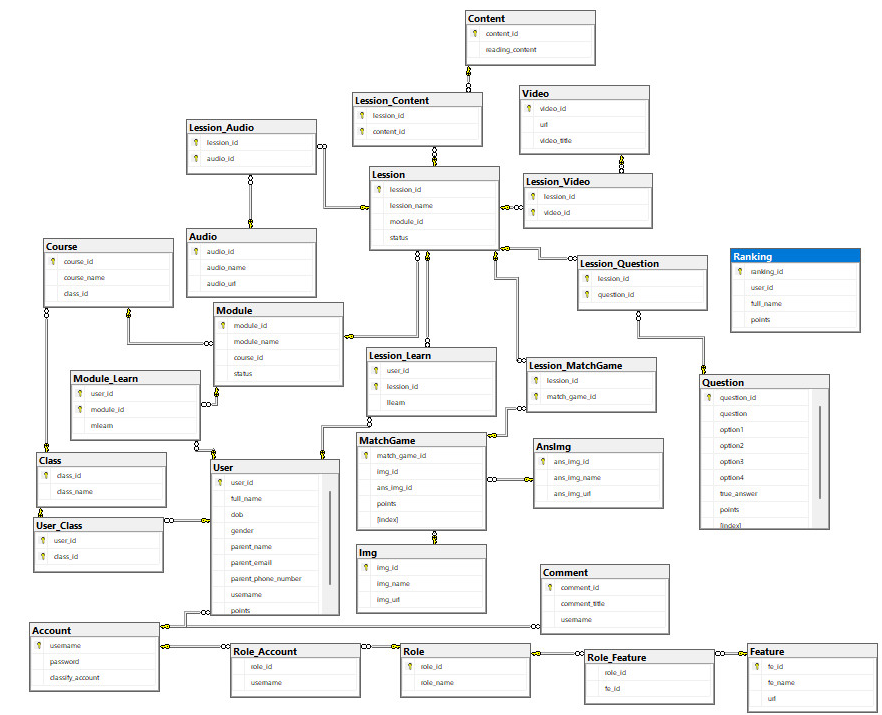 Content
content_id
reading_content
Video
video_id
url
video_title
Lession_Content
lession_id
content_id
Lession_Audio
lession_id
audio_id
Lession
lession_id
lession_name
module_id
status
Lession_Video
lession_id
video_id
Audio
audio_id
audio_name
audio_url
Course
course_id
course_name
class_id
Lession_Question
lession_id
question_id
Ranking
ranking_id
user_id
full_name
points
Module
module_id
module_name
course_id
status
Lession_Learn
user_id
lession_id
llearn
Lession_MatchGame
lession_id
match_game_id
Module_Learn
user_id
module_id
mlearn
Question
question_id
question
option1
option2
option3
option4
true_answer
points
[index]
MatchGame
match_game_id
img_id
ans_img_id
points
[index]
AnsImg
ans_img_id
ans_img_name
ans_img_url
Class
class_id
class_name
User
user_id
full_name
dob
gender
parent_name
parent_email
parent_phone_number
username
points
User_Class
user_id
class_id
Img
img_id
img_name
img_url
Comment
comment_id
comment_title
username
Account
username
password
classify_account
Role_Account
role_id
username
Role
role_id
role_name
Role_Feature
role_id
fe_id
Feature
fe_id
fe_name
url